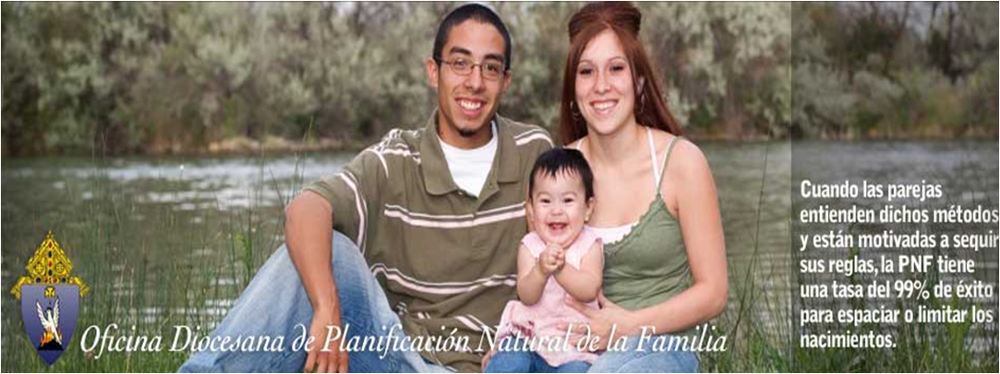 Cuando las parejas
entienden dichos métodos
y están motivadas a seguir
sus reglas, la PNF tiene
una tasa del 99% de éxito
para espaciar o limitar los
nacimientos.
Oficina Diocesana de Planificación Natural de la Familia